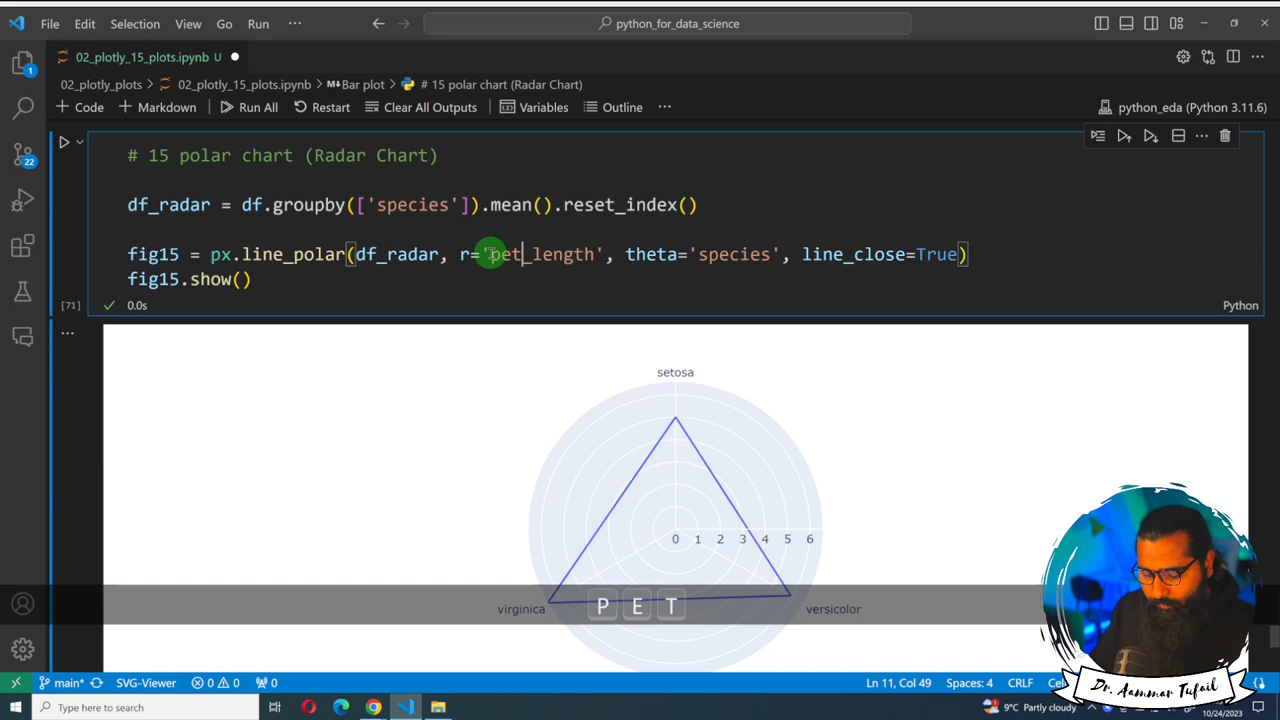 File Edit Selection View Go Run ··· python_for_data_science
02_plotly_15_plots.ipynb U
02_plotly_plots > 02_plotly_15_plots.ipynb > M↓Bar plot > # 15 polar chart (Radar Chart)
+ Code + Markdown Run All Restart Clear All Outputs Variables Outline ··· python_eda (Python 3.11.6)
1
22
# 15 polar chart (Radar Chart)
df_radar = df.groupby(['species']).mean().reset_index()
fig15 = px.line_polar(df_radar, r='pet_length', theta='species', line_close=True)
fig15.show()
[71] 0.0s Python
setosa
0 1 2 3 4 5 6
virginica versicolor
P E T
main* SVG-Viewer 0 0 0 Ln 11, Col 49 Spaces: 4 CRLF
Dr. Aammar Tufail
Type here to search 9°C Partly cloudy 10/24/2023